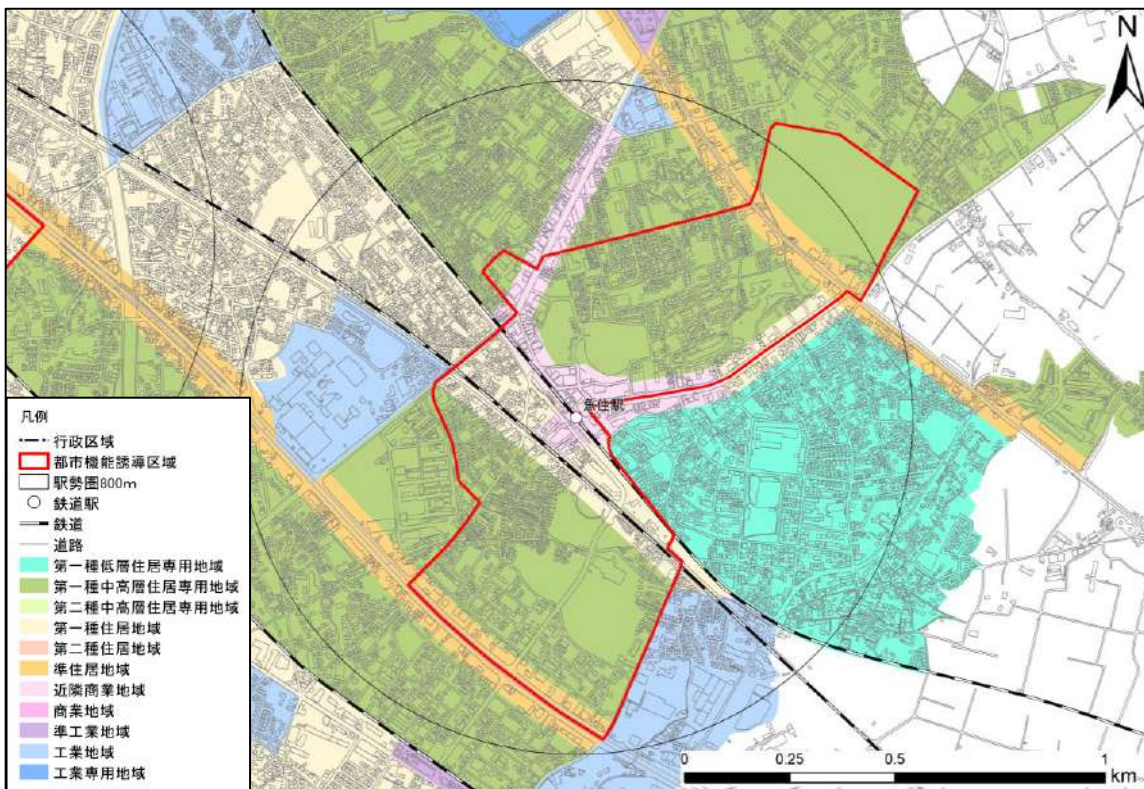 N
魚住駅
凡例
行政区域
都市機能誘導区域
駅勢圏800m
鉄道駅
鉄道
道路
第一種低層住居専用地域
第一種中高層住居専用地域
第二種中高層住居専用地域
第一種住居地域
第二種住居地域
準住居地域
近隣商業地域
商業地域
準工業地域
工業地域
工業専用地域
0 0.25 0.5 1
km